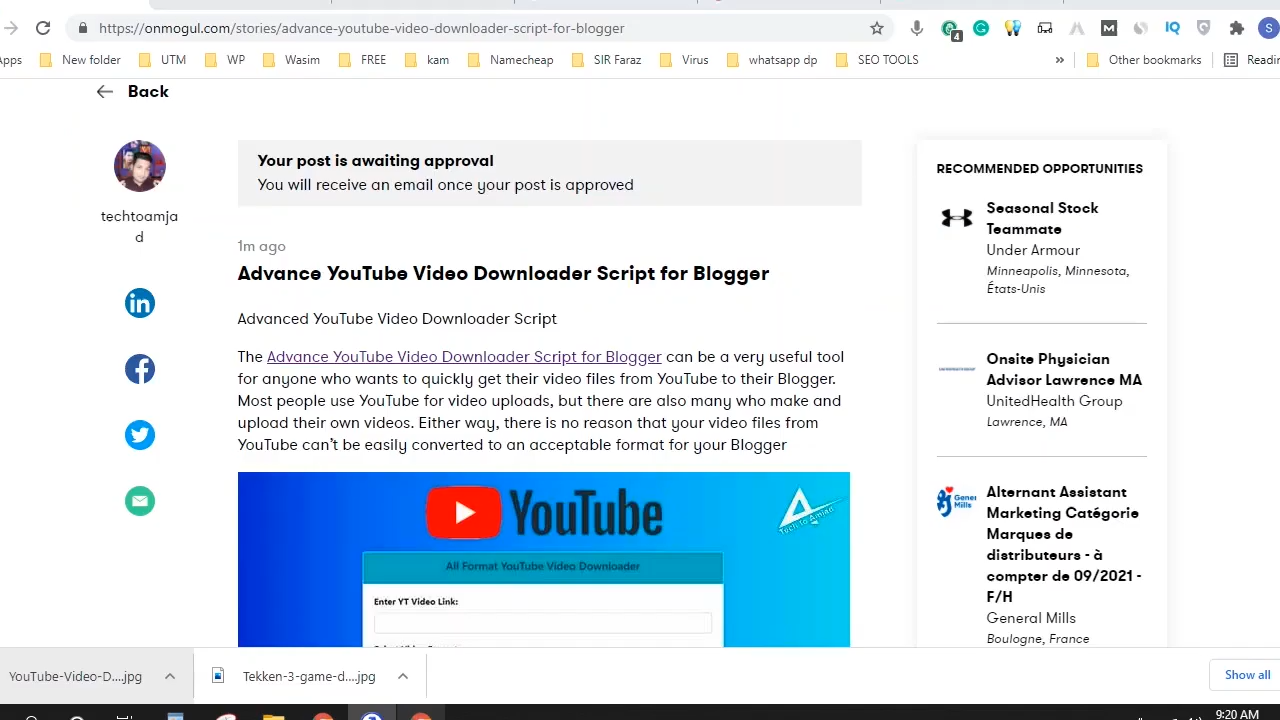 https://onmogul.com/stories/advance-youtube-video-downloader-script-for-blogger
4
M
IQ
S
Apps
New folder
UTM
WP
Wasim
FREE
kam
Namecheap
SIR Faraz
Virus
whatsapp dp
SEO TOOLS
»
Other bookmarks
Readin
Back
techtoamja
d
Your post is awaiting approval
You will receive an email once your post is approved
1m ago
Advance YouTube Video Downloader Script for Blogger
Advanced YouTube Video Downloader Script
The Advance YouTube Video Downloader Script for Blogger can be a very useful tool
for anyone who wants to quickly get their video files from YouTube to their Blogger.
Most people use YouTube for video uploads, but there are also many who make and
upload their own videos. Either way, there is no reason that your video files from
YouTube can't be easily converted to an acceptable format for your Blogger
YouTube
Tech To Amjad
All Format YouTube Video Downloader
Enter YT Video Link:
RECOMMENDED OPPORTUNITIES
Seasonal Stock
Teammate
Under Armour
Minneapolis, Minnesota,
États-Unis
Onsite Physician
Advisor Lawrence MA
UnitedHealth Group
Lawrence, MA
General
Mills
Alternant Assistant
Marketing Catégorie
Marques de
distributeurs - à
compter de 09/2021 -
F/H
General Mills
Boulogne, France
YouTube-Video-D....jpg
Tekken-3-game-d....jpg
Show all
9:20 AM